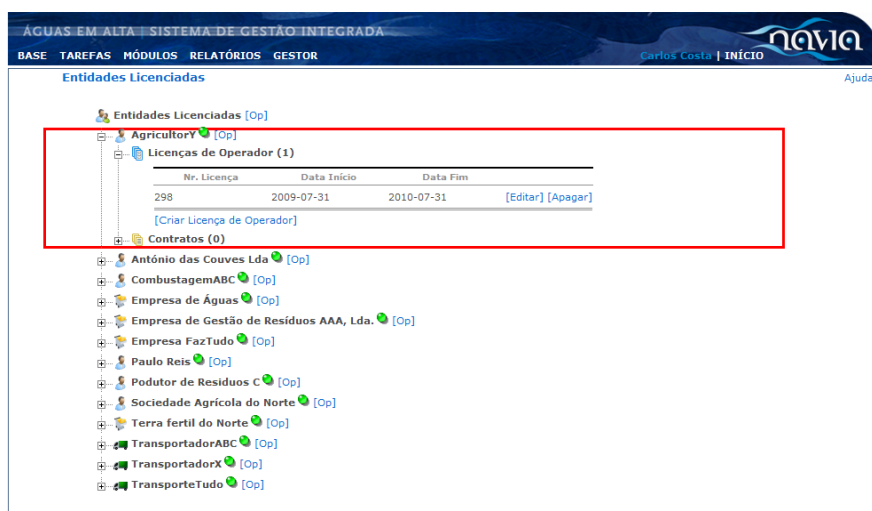 ÁGUAS EM ALTA | SISTEMA DE GESTÃO INTEGRADA
navia
BASE TAREFAS MÓDULOS RELATÓRIOS GESTOR Carlos Costa | INÍCIO
Entidades Licenciadas Ajuda
Entidades Licenciadas [Op]
AgricultorY [Op]
Licenças de Operador (1)
Nr. Licença Data Início Data Fim
298 2009-07-31 2010-07-31 [Editar] [Apagar]
[Criar Licença de Operador]
Contratos (0)
António das Couves Lda [Op]
CombustagemABC [Op]
Empresa de Águas [Op]
Empresa de Gestão de Resíduos AAA, Lda. [Op]
Empresa FazTudo [Op]
Paulo Reis [Op]
Podutor de Residuos C [Op]
Sociedade Agrícola do Norte [Op]
Terra fertil do Norte [Op]
TransportadorABC [Op]
TransportadorX [Op]
TransporteTudo [Op]